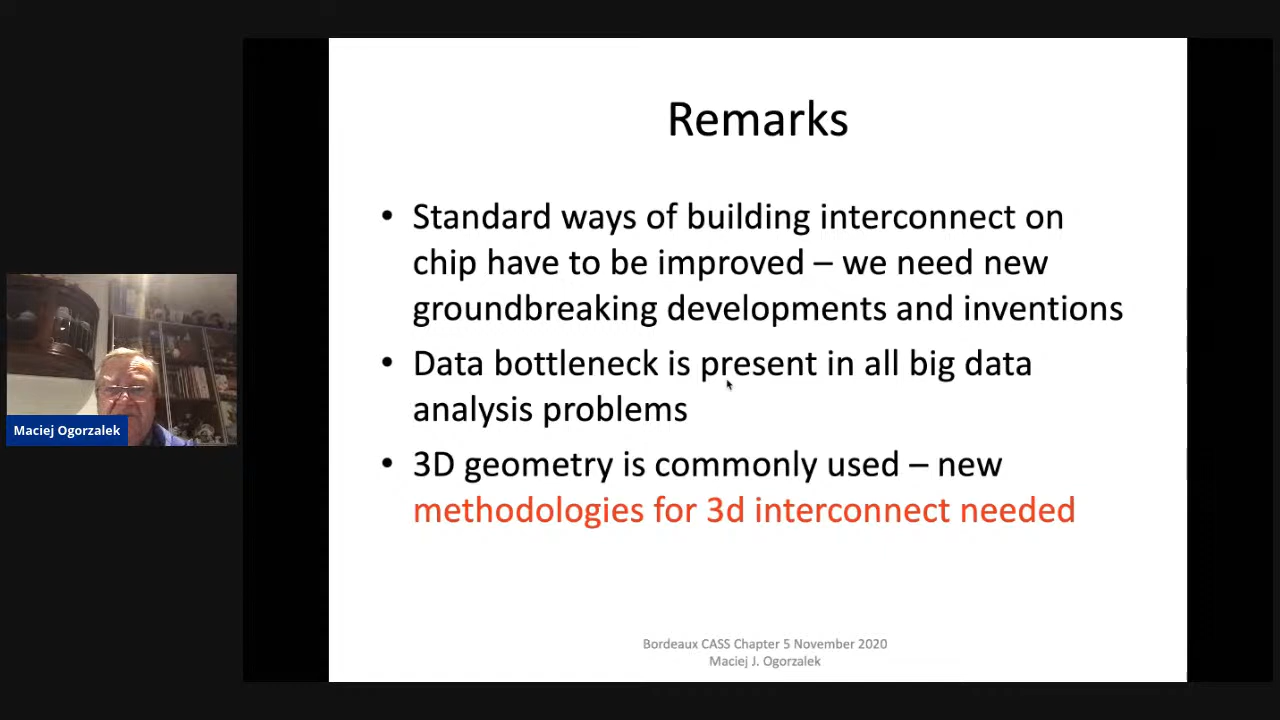 Remarks
• Standard ways of building interconnect on
chip have to be improved – we need new
groundbreaking developments and inventions
• Data bottleneck is present in all big data
analysis problems
• 3D geometry is commonly used – new
methodologies for 3d interconnect needed
Maciej Ogorzalek
Bordeaux CASS Chapter 5 November 2020
Maciej J. Ogorzalek